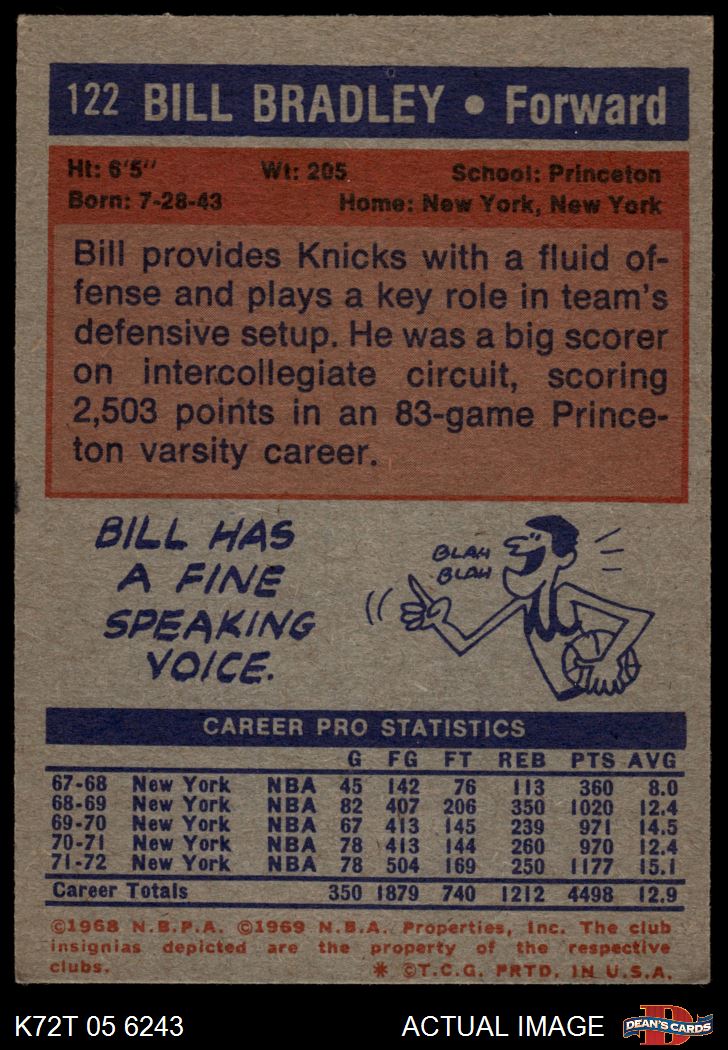 122 BILL BRADLEY • Forward
Ht: 6'5" Wt: 205 School: Princeton
Born: 7-28-43 Home: New York, New York
Bill provides Knicks with a fluid of-
fense and plays a key role in team's
defensive setup. He was a big scorer
on intercollegiate circuit, scoring
2,503 points in an 83-game Prince-
ton varsity career.
BILL HAS
A FINE
SPEAKING
VOICE.
BLAH
BLAH
CAREER PRO STATISTICS
G FG FT REB PTS AVG
67-68 New York NBA 45 142 76 113 360 8.0
68-69 New York NBA 82 407 206 350 1020 12.4
69-70 New York NBA 67 413 145 239 971 14.5
70-71 New York NBA 78 413 144 260 970 12.4
71-72 New York NBA 78 504 169 250 1177 15.1
Career Totals 350 1879 740 1212 4498 12.9
©1968 N.B.P.A. ©1969 N.B.A. Properties, Inc. The club
insignias depicted are the property of the respective
clubs. * ©T.C.G. PRTD. IN U.S.A.
K72T 05 6243 ACTUAL IMAGE D DEAN'S CARDS